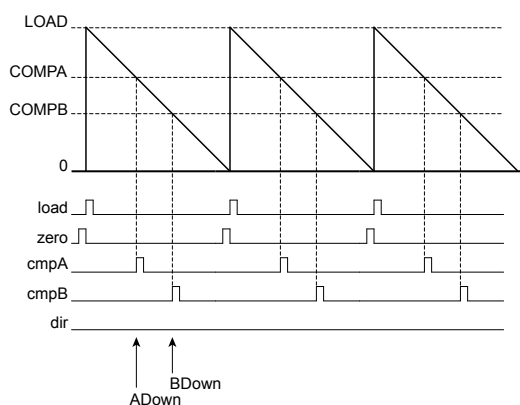 LOAD
COMPA
COMPB
0
load
zero
cmpA
cmpB
dir
BDown
ADown